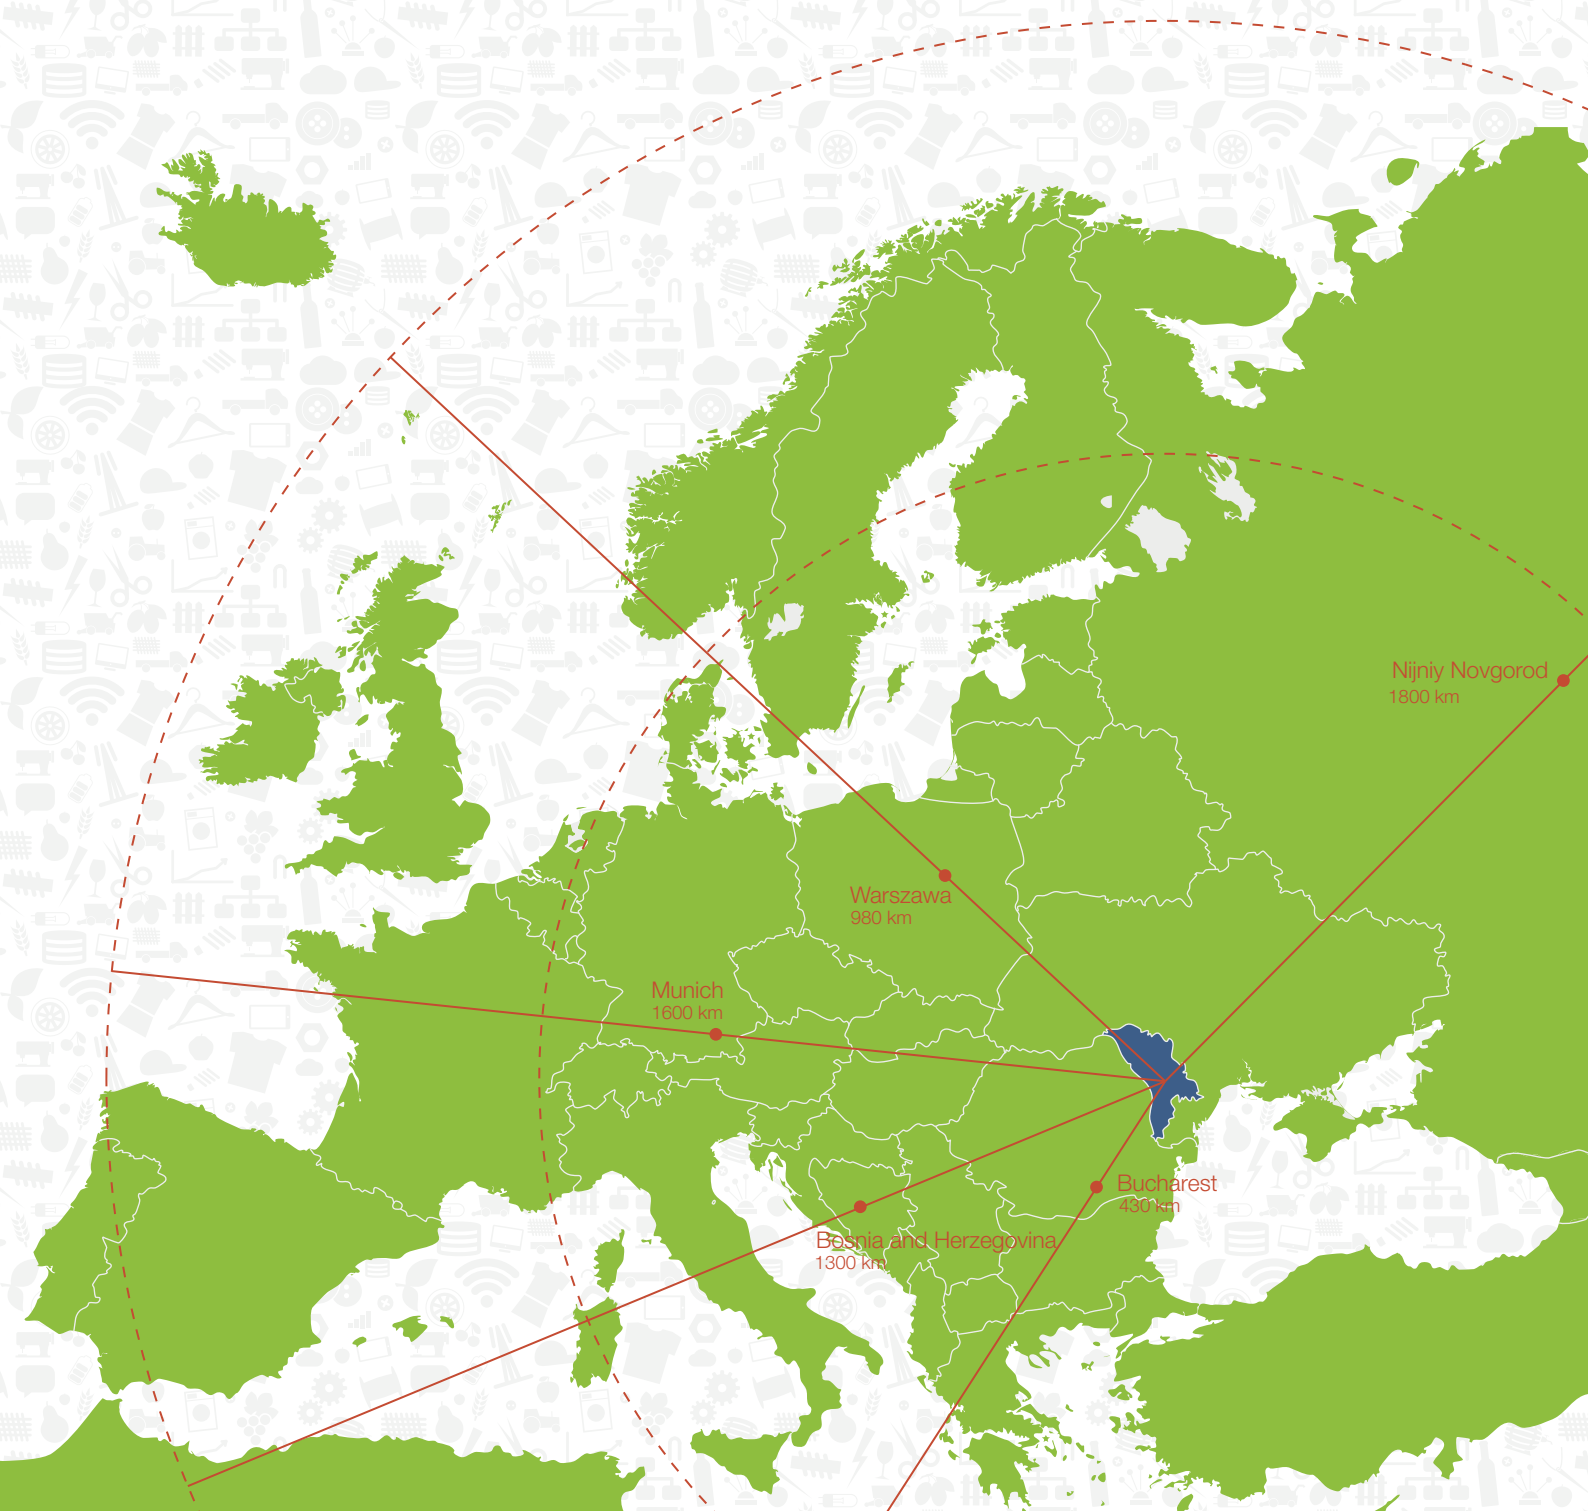 Nijniy Novgorod
1800 km
Warszawa
980 km
Munich
1600 km
Bucharest
430 km
Bosnia and Herzegovina
1300 km